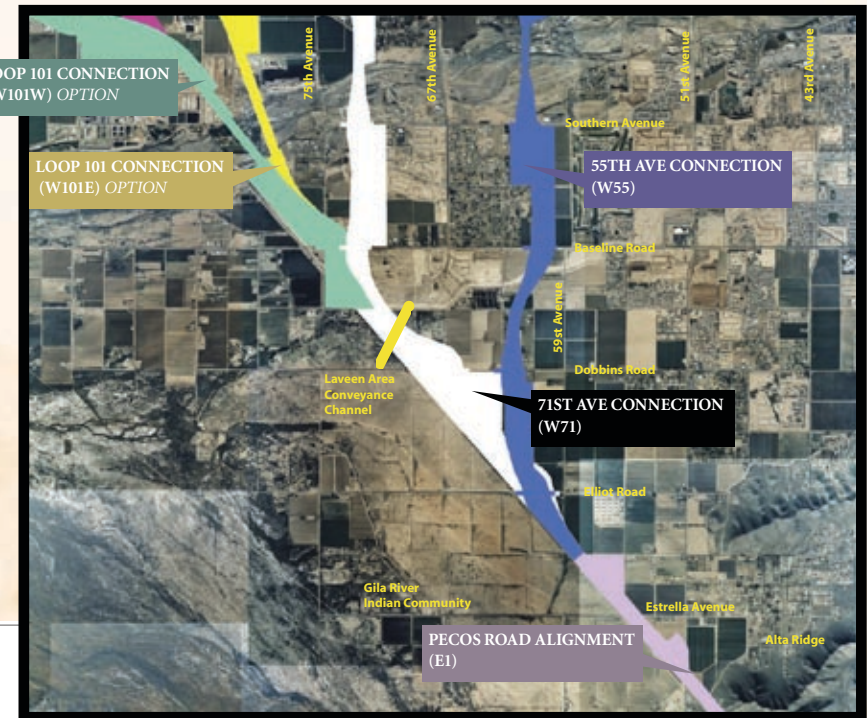 OOP 101 CONNECTION
W101W) OPTION
75th Avenue
67th Avenue
51st Avenue
43rd Avenue
Southern Avenue
LOOP 101 CONNECTION
(W101E) OPTION
55TH AVE CONNECTION
(W55)
Baseline Road
59st Avenue
Dobbins Road
Laveen Area
Conveyance
Channel
71ST AVE CONNECTION
(W71)
Elliot Road
Gila River
Indian Community
Estrella Avenue
PECOS ROAD ALIGNMENT
(E1)
Alta Ridge